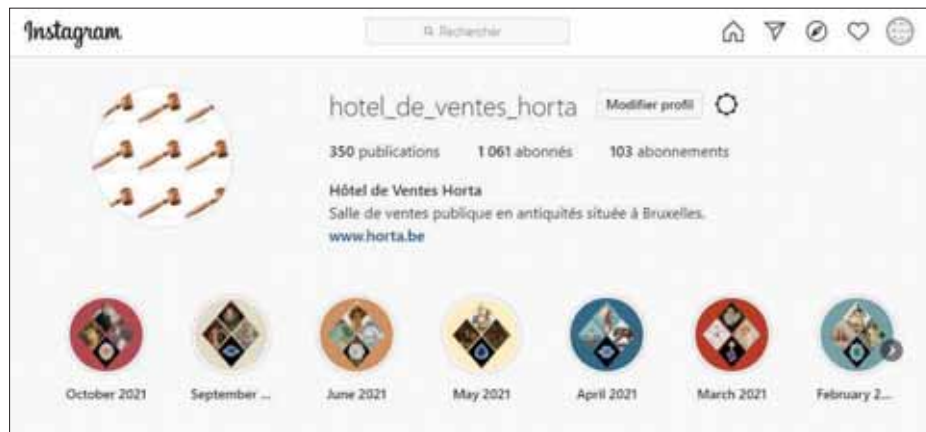 Instagram
Rechercher
hotel_de_ventes_horta Modifier profil
350 publications 1 061 abonnés 103 abonnements
Hôtel de Ventes Horta
Salle de ventes publique en antiquités située à Bruxelles.
www.horta.be
October 2021 September ... June 2021 May 2021 April 2021 March 2021 February 2...